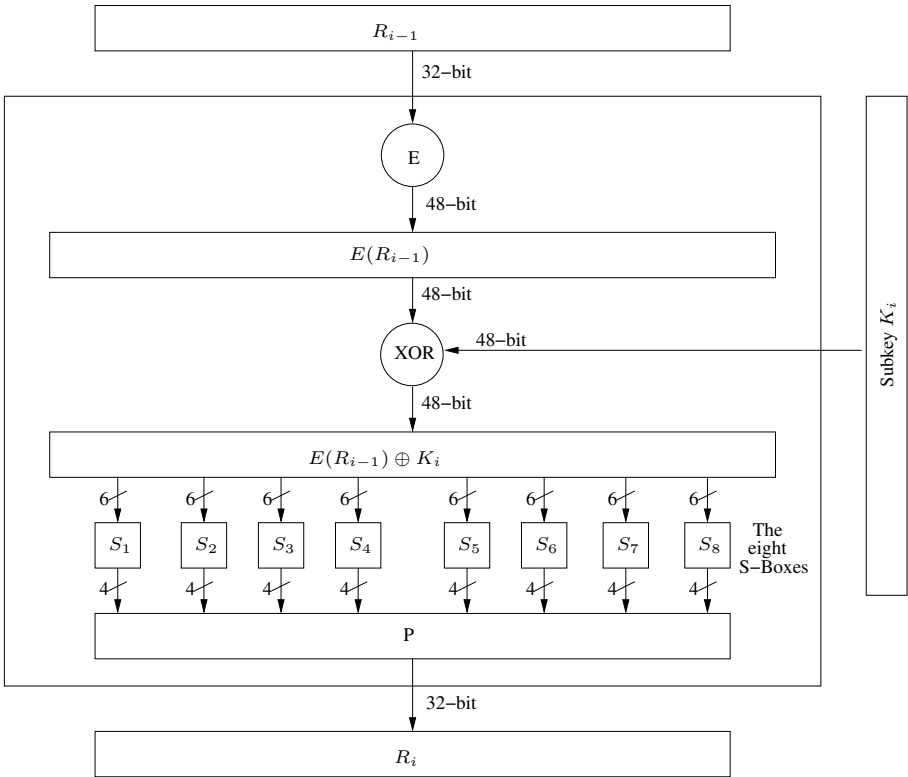 R_{i−1}
32−bit
E
48−bit
E(R_{i−1})
48−bit
XOR
48−bit
Subkey K_i
48−bit
E(R_{i−1}) ⊕ K_i
6 6 6 6 6 6 6 6
S_1 S_2 S_3 S_4 S_5 S_6 S_7 S_8
The
eight
S−Boxes
4 4 4 4 4 4 4 4
P
32−bit
R_i